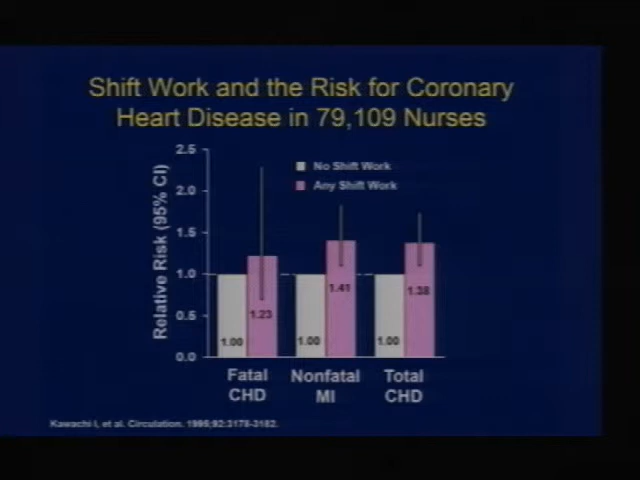 Shift Work and the Risk for Coronary
Heart Disease in 79,109 Nurses
Relative Risk (95% CI)
2.5
2.0
1.5
1.0
0.5
0.0
No Shift Work
Any Shift Work
1.00
1.23
1.00
1.41
1.00
1.38
Fatal
CHD
Nonfatal
MI
Total
CHD
Kawachi I, et al. Circulation. 1995;92:3178-3182.